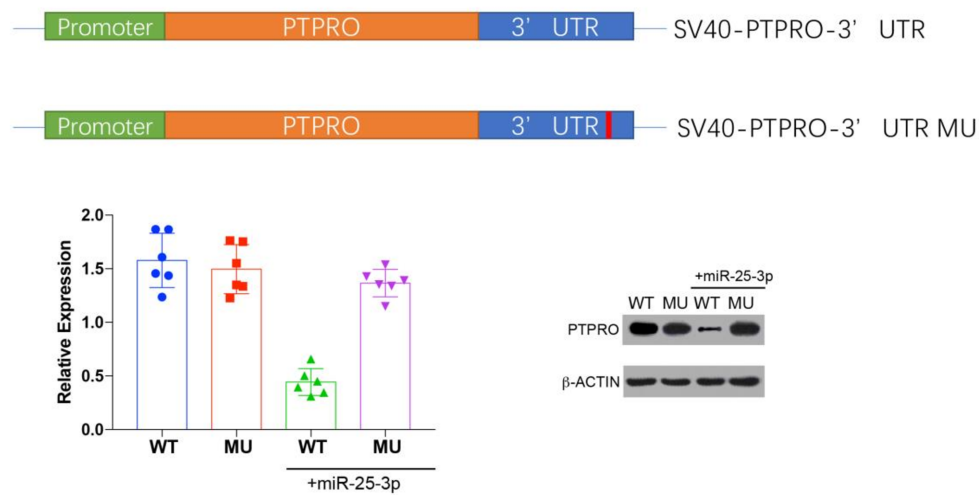 Promoter PTPRO 3' UTR SV40-PTPRO-3' UTR
Promoter PTPRO 3' UTR SV40-PTPRO-3' UTR MU
Relative Expression
2.0
1.5
1.0
0.5
0.0
WT MU WT MU
+miR-25-3p
+miR-25-3p
WT MU WT MU
PTPRO
β-ACTIN